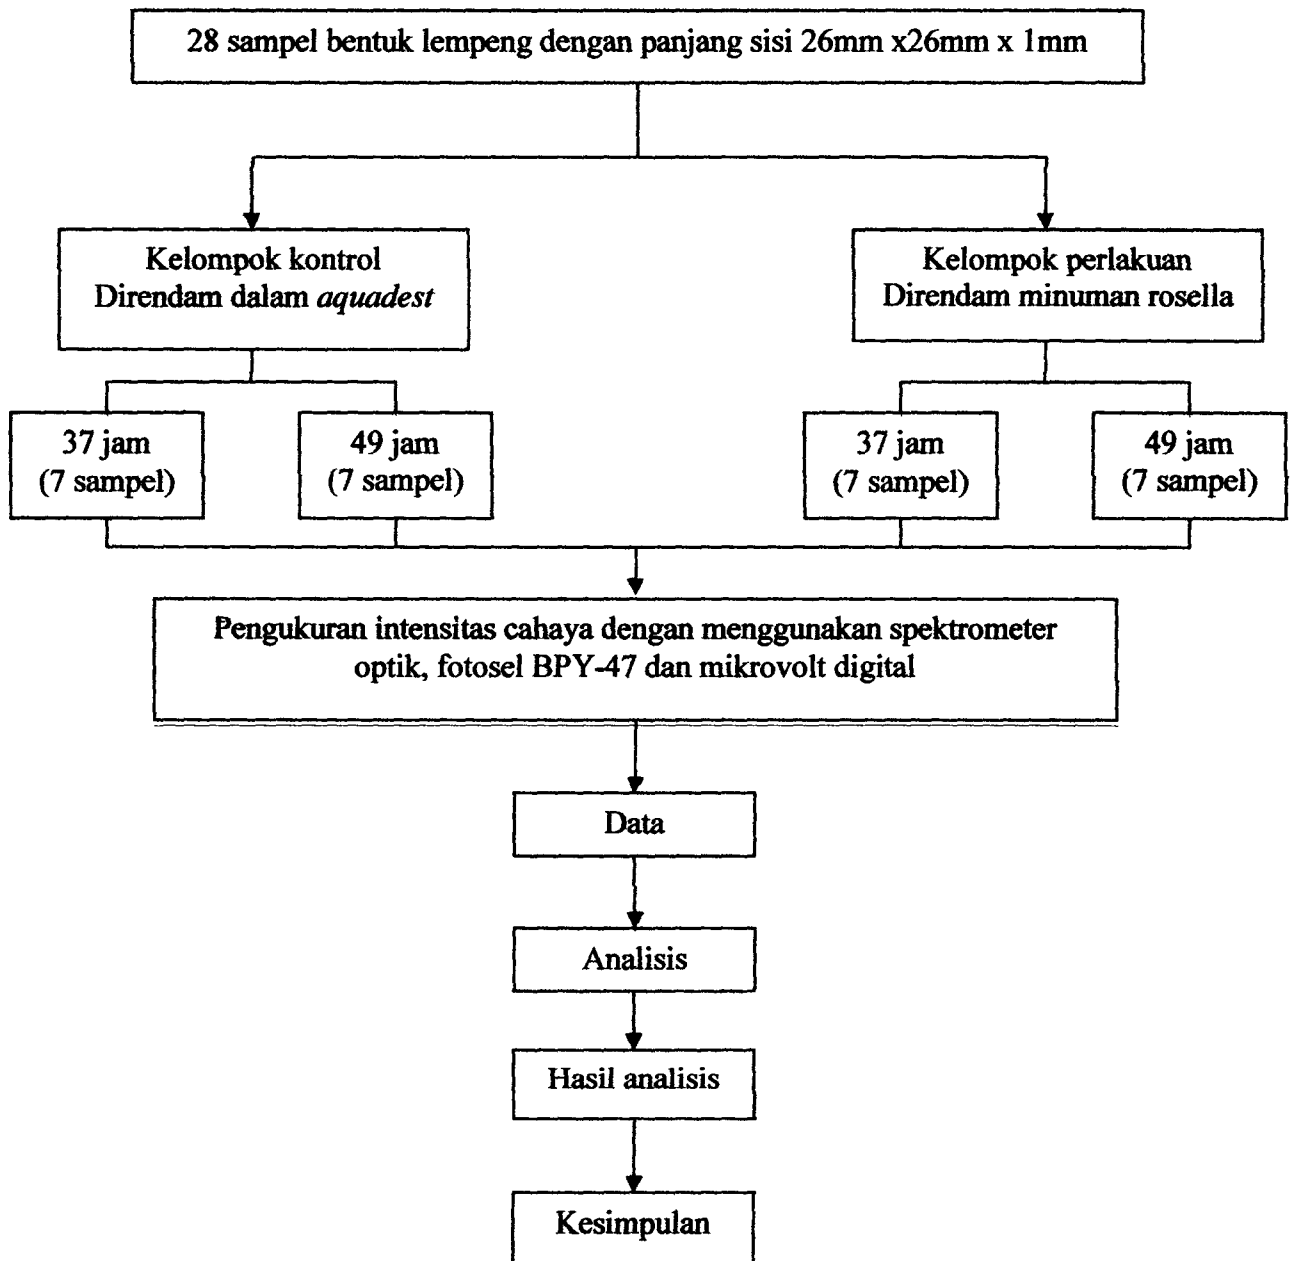 28 sampel bentuk lempeng dengan panjang sisi 26mm x26mm x 1mm
Kelompok kontrol
Direndam dalam aquadest
Kelompok perlakuan
Direndam minuman rosella
37 jam
(7 sampel)
49 jam
(7 sampel)
37 jam
(7 sampel)
49 jam
(7 sampel)
Pengukuran intensitas cahaya dengan menggunakan spektrometer
optik, fotosel BPY-47 dan mikrovolt digital
Data
Analisis
Hasil analisis
Kesimpulan